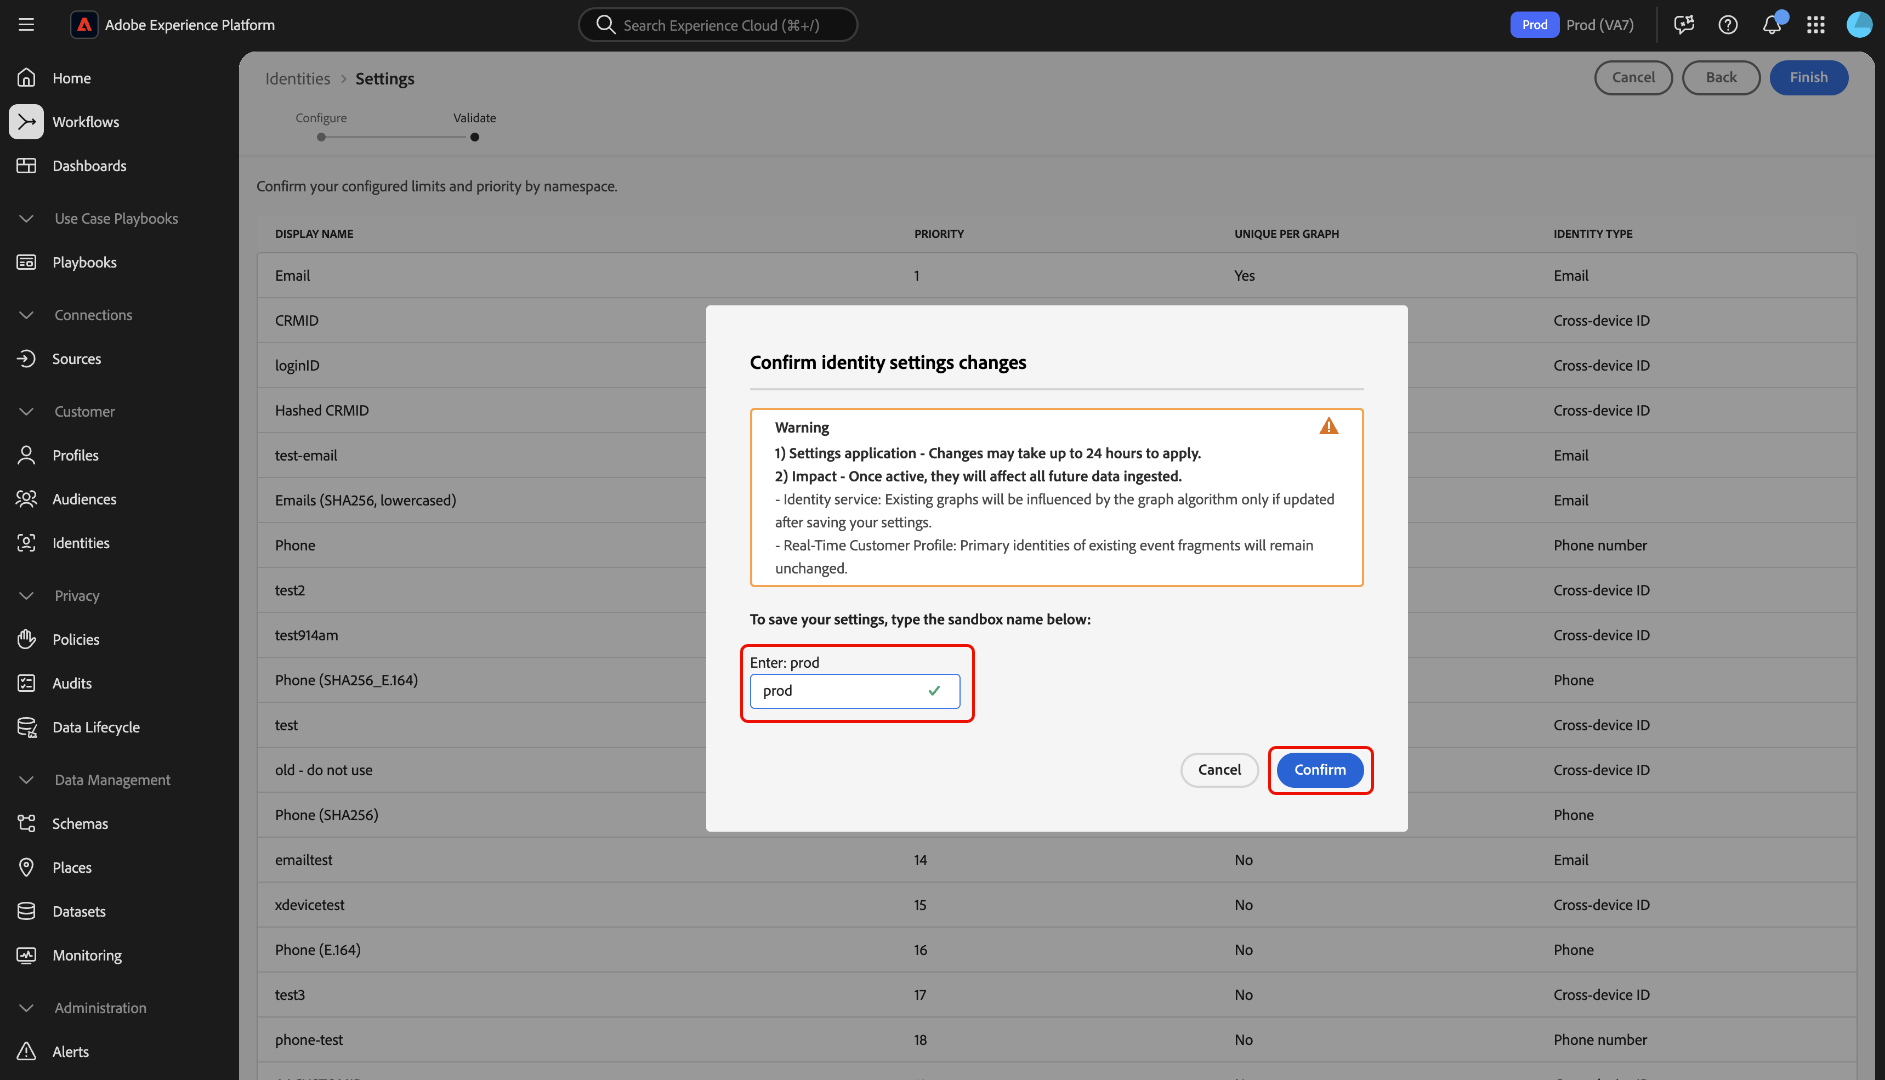 Adobe Experience Platform
Search Experience Cloud (⌘+/)
Prod
Prod (VA7)
Home
Workflows
Dashboards
Use Case Playbooks
Playbooks
Connections
Sources
Customer
Profiles
Audiences
Identities
Privacy
Policies
Audits
Data Lifecycle
Data Management
Schemas
Places
Datasets
Monitoring
Administration
Alerts
Identities > Settings
Cancel
Back
Finish
Configure
Validate
Confirm your configured limits and priority by namespace.
DISPLAY NAME PRIORITY UNIQUE PER GRAPH IDENTITY TYPE
Email 1 Yes Email
CRMID Cross-device ID
loginID Cross-device ID
Hashed CRMID Cross-device ID
test-email Email
Emails (SHA256, lowercased) Email
Phone Phone number
test2 Cross-device ID
test914am Cross-device ID
Phone (SHA256_E.164) Phone
test Cross-device ID
old - do not use Cross-device ID
Phone (SHA256) Phone
emailtest 14 No Email
xdevicetest 15 No Cross-device ID
Phone (E.164) 16 No Phone
test3 17 No Cross-device ID
phone-test 18 No Phone number
Confirm identity settings changes
Warning
1) Settings application - Changes may take up to 24 hours to apply.
2) Impact - Once active, they will affect all future data ingested.
- Identity service: Existing graphs will be influenced by the graph algorithm only if updated
after saving your settings.
- Real-Time Customer Profile: Primary identities of existing event fragments will remain
unchanged.
To save your settings, type the sandbox name below:
Enter: prod
prod
Cancel
Confirm